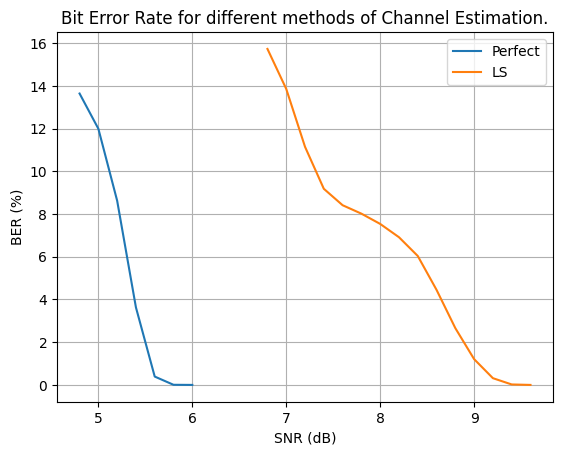 Bit Error Rate for different methods of Channel Estimation.
Perfect
LS
BER (%)
16
14
12
10
8
6
4
2
0
5 6 7 8 9
SNR (dB)